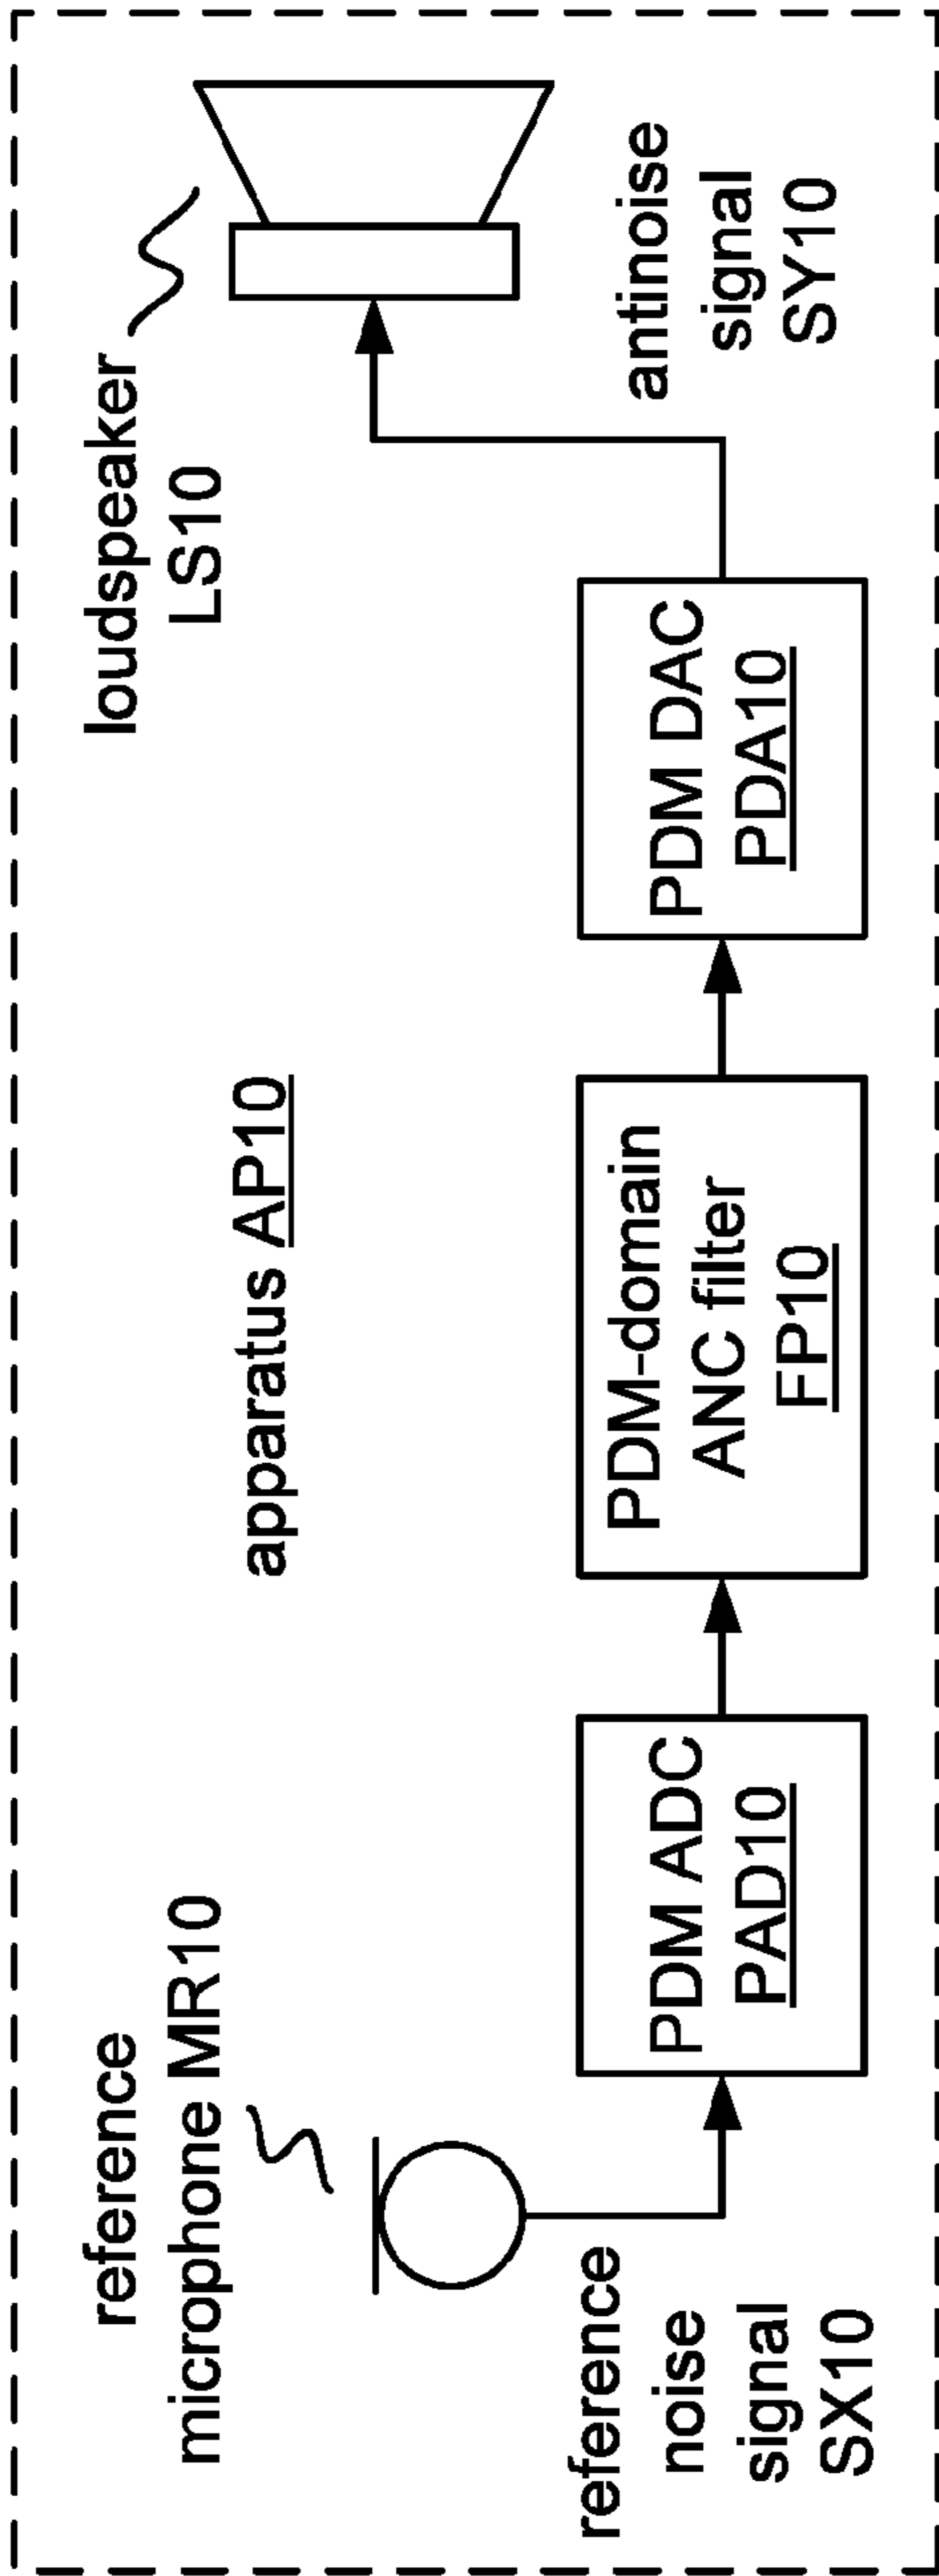 reference
microphone MR10
loudspeaker
LS10
apparatus AP10
reference
noise
signal
SX10
PDM ADC
PAD10
PDM-domain
ANC filter
FP10
PDM DAC
PDA10
antinoise
signal
SY10